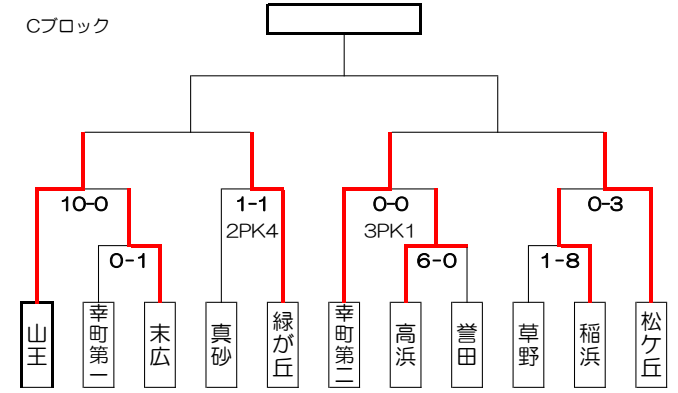 Cブロック
10-0
1-1
0-0
0-3
2PK4
3PK1
0-1
6-0
1-8
山王
幸町第一
末広
真砂
緑が丘
幸町第二
高浜
誉田
草野
稲浜
松ケ丘